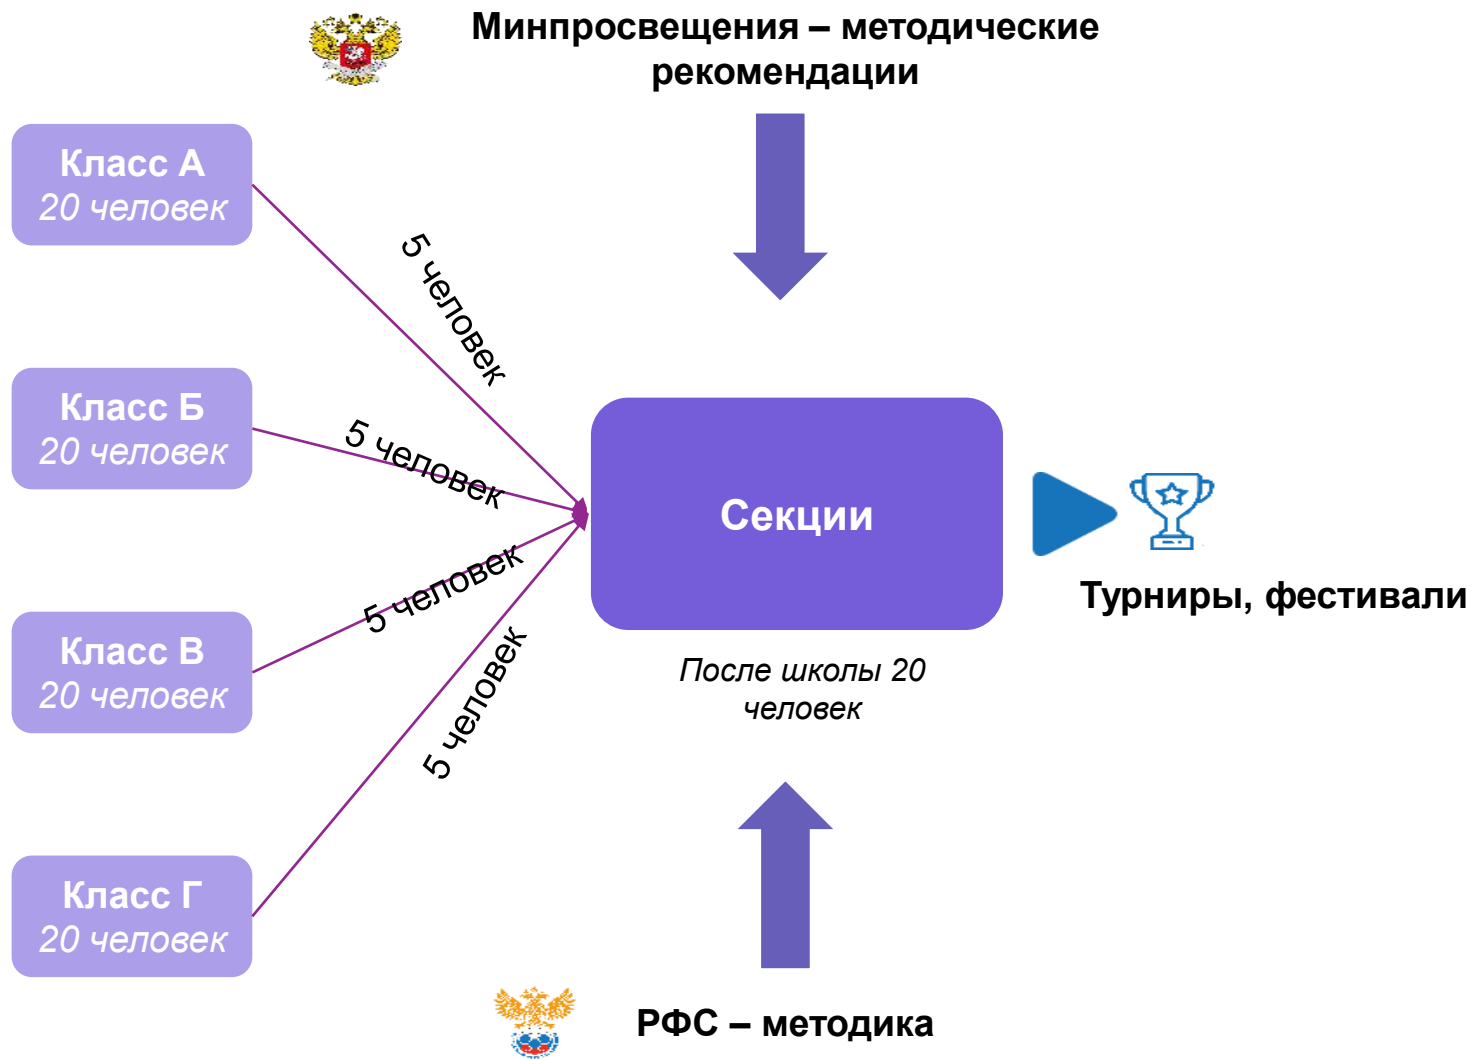 Минпросвещения – методические
рекомендации
Класс А
20 человек
5 человек
Класс Б
20 человек
5 человек
Секции
Турниры, фестивали
Класс В
20 человек
5 человек
После школы 20
человек
5 человек
Класс Г
20 человек
РФС – методика